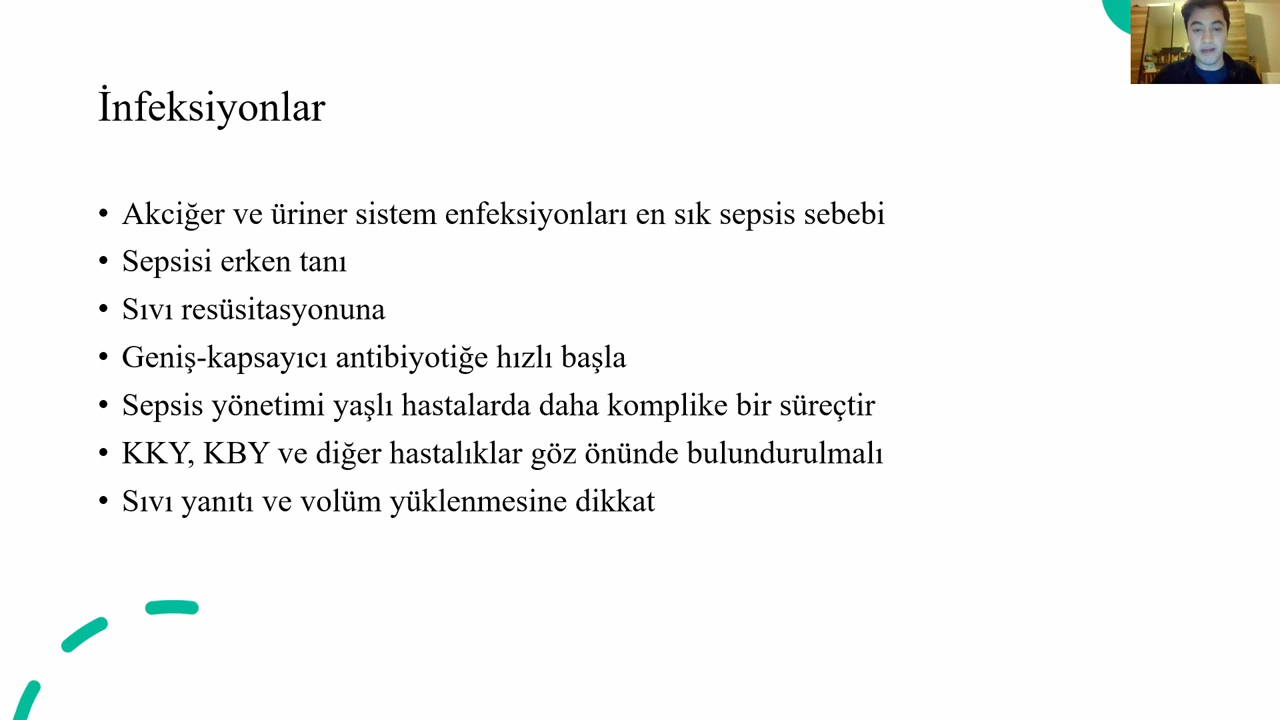 İnfeksiyonlar
• Akciğer ve üriner sistem enfeksiyonları en sık sepsis sebebi
• Sepsisi erken tanı
• Sıvı resüsitasyonuna
• Geniş-kapsayıcı antibiyotiğe hızlı başla
• Sepsis yönetimi yaşlı hastalarda daha komplike bir süreçtir
• KKY, KBY ve diğer hastalıklar göz önünde bulundurulmalı
• Sıvı yanıtı ve volüm yüklenmesine dikkat